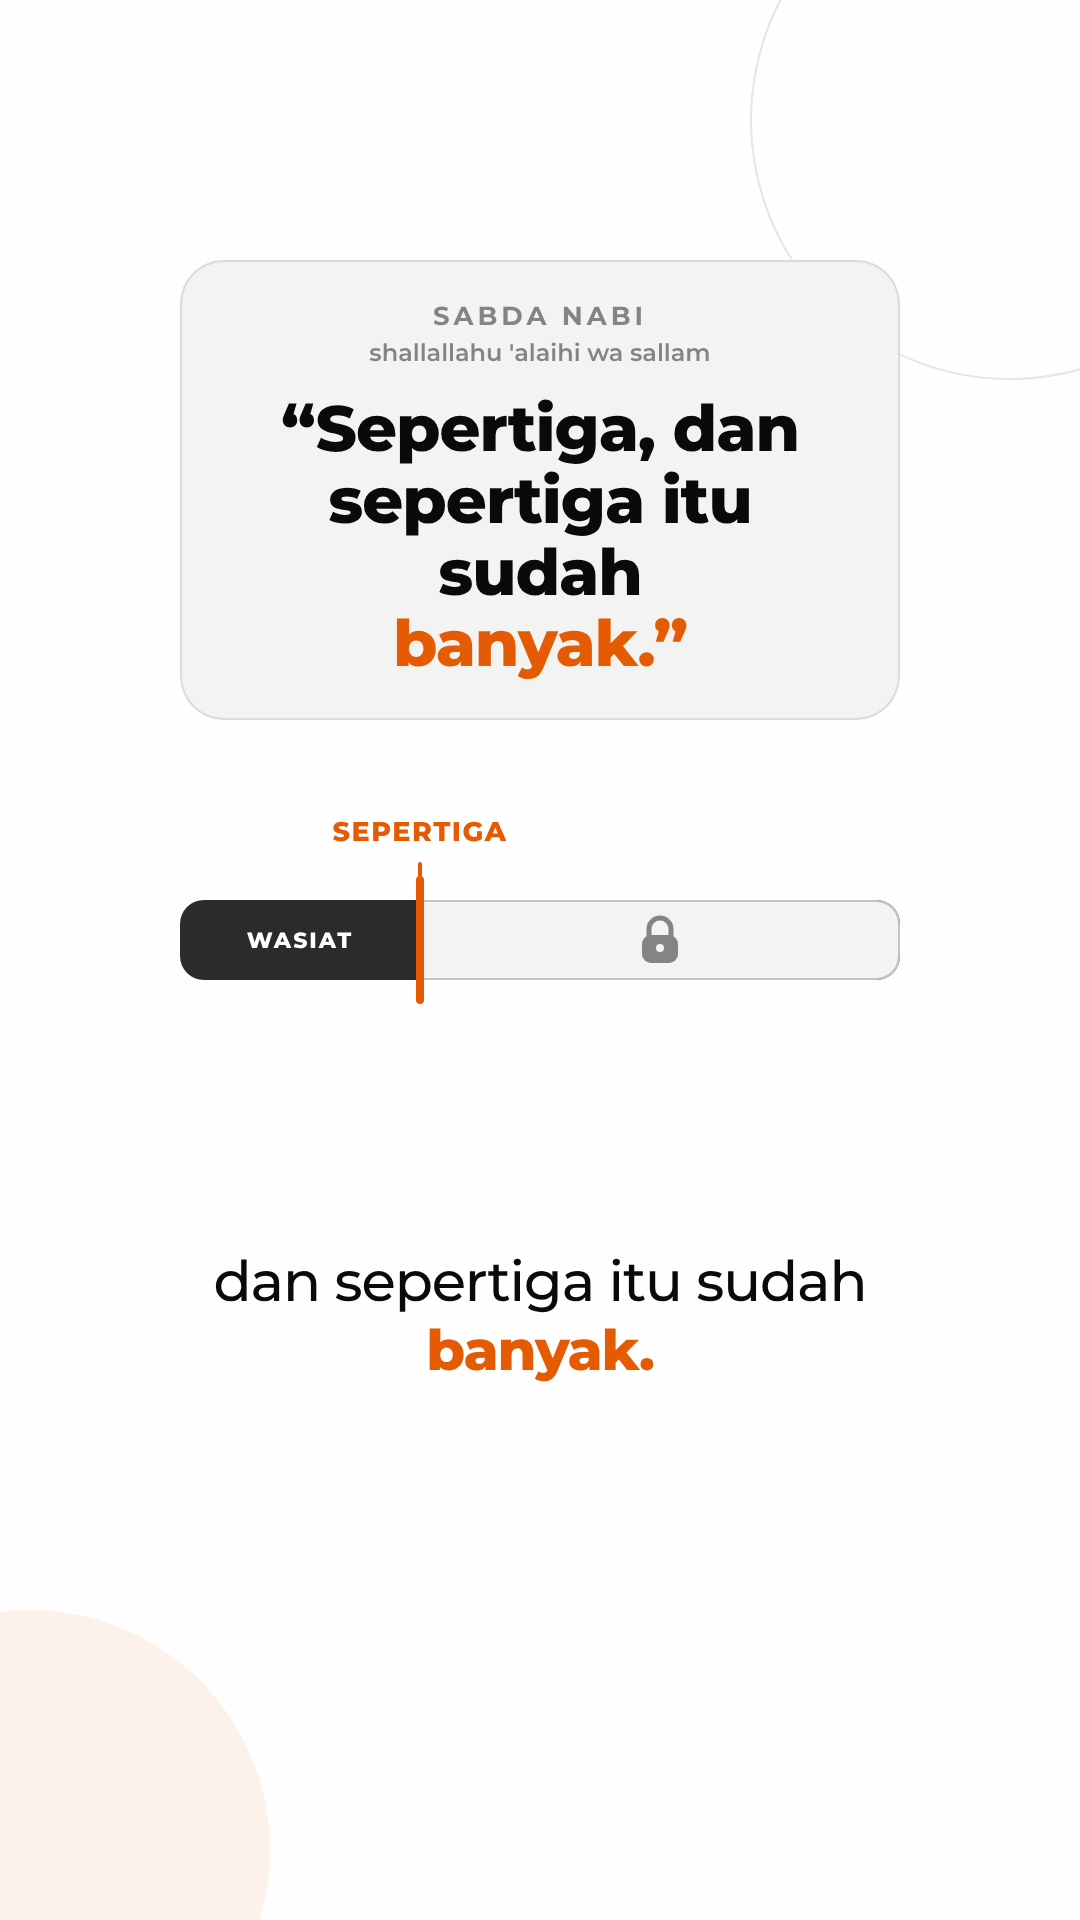 SABDA NABI
shallallahu 'alaihi wa sallam
“Sepertiga, dan
sepertiga itu
sudah
banyak.”
SEPERTIGA
WASIAT
dan sepertiga itu sudah
banyak.